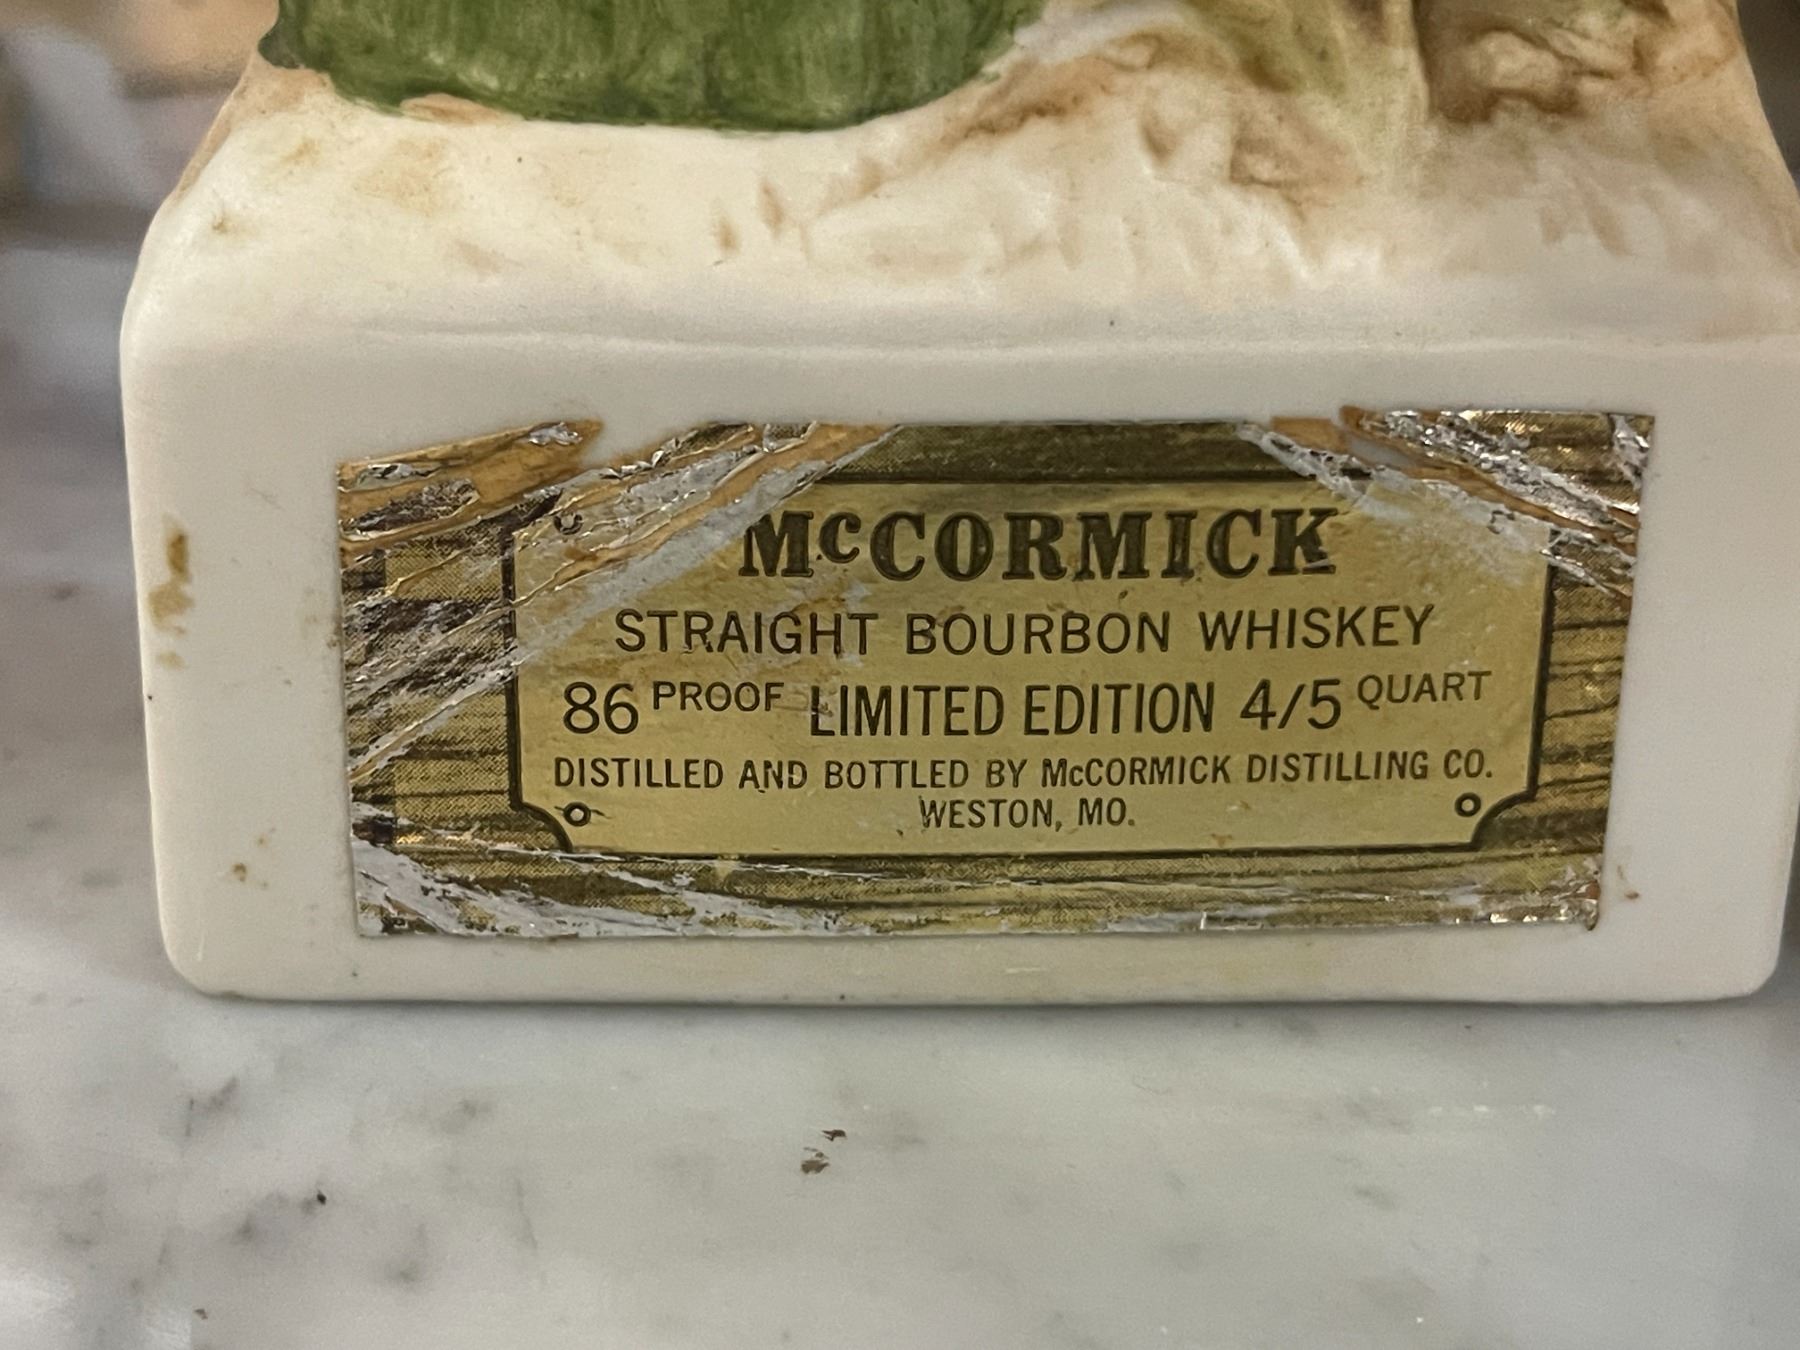 McCORMICK
STRAIGHT BOURBON WHISKEY
86 PROOF LIMITED EDITION 4/5 QUART
DISTILLED AND BOTTLED BY McCORMICK DISTILLING CO.
WESTON, MO.